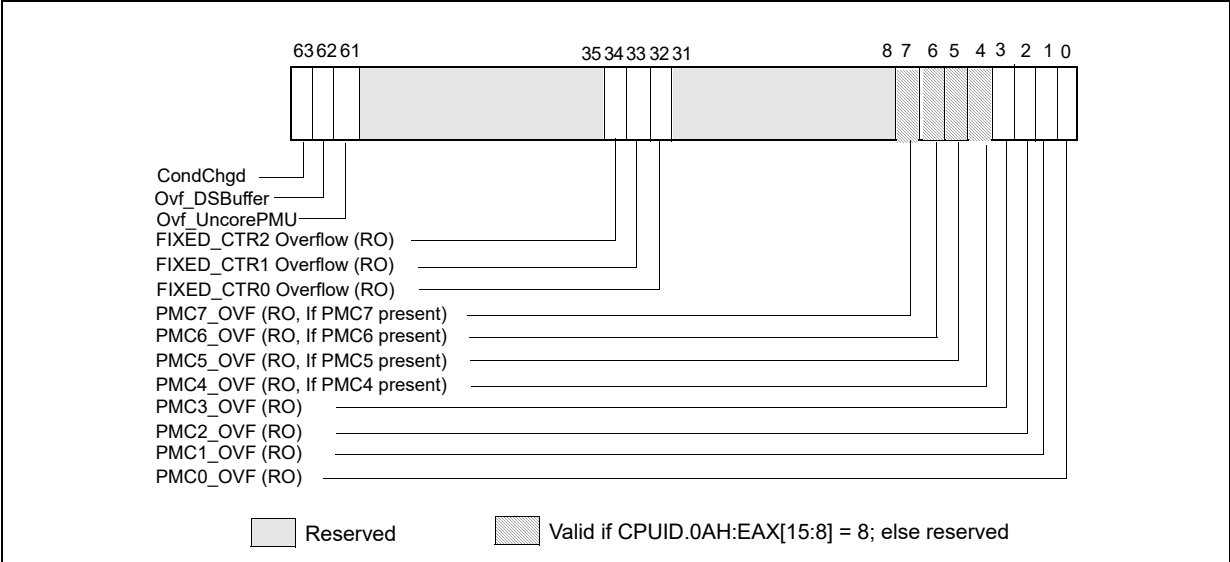 63 62 61 35 34 33 32 31 8 7 6 5 4 3 2 1 0
CondChgd
Ovf_DSBuffer
Ovf_UncorePMU
FIXED_CTR2 Overflow (RO)
FIXED_CTR1 Overflow (RO)
FIXED_CTR0 Overflow (RO)
PMC7_OVF (RO, If PMC7 present)
PMC6_OVF (RO, If PMC6 present)
PMC5_OVF (RO, If PMC5 present)
PMC4_OVF (RO, If PMC4 present)
PMC3_OVF (RO)
PMC2_OVF (RO)
PMC1_OVF (RO)
PMC0_OVF (RO)
Reserved Valid if CPUID.0AH:EAX[15:8] = 8; else reserved